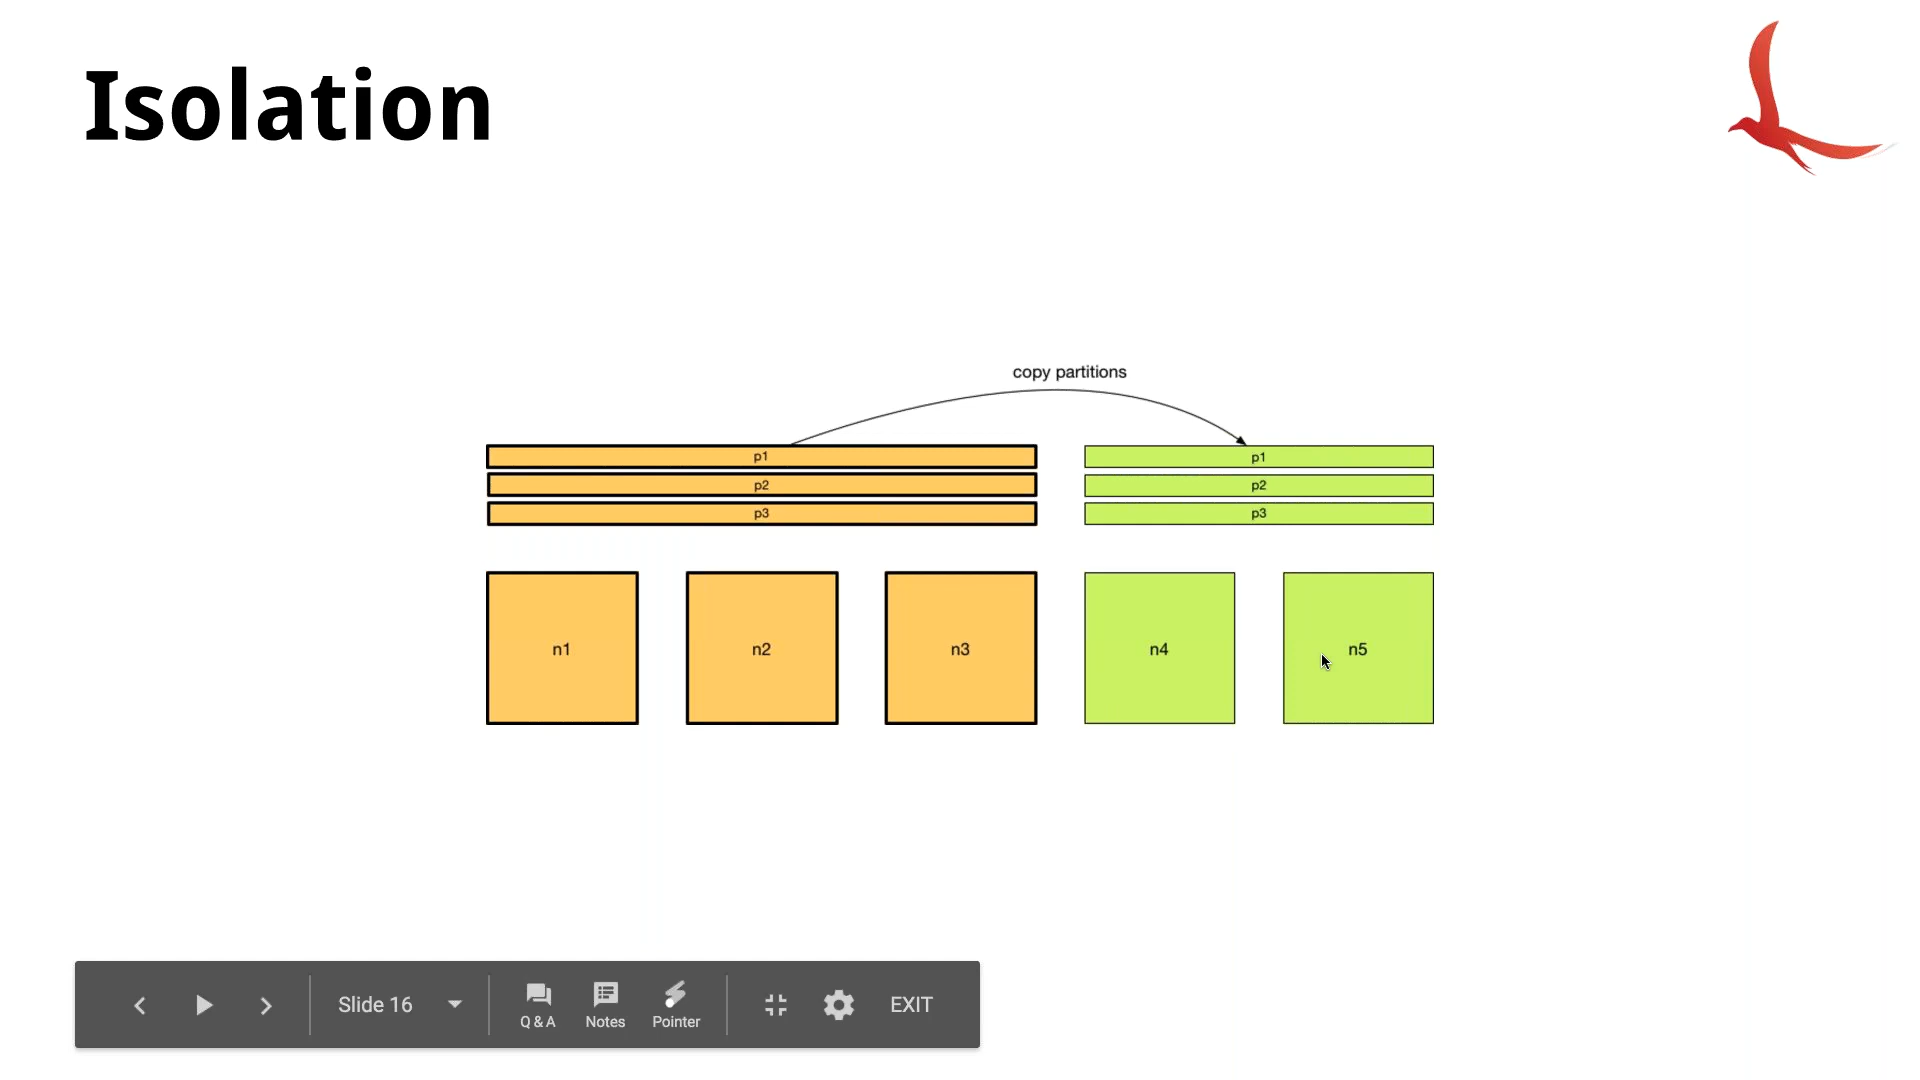 Isolation
copy partitions
p1
p1
p2
p2
p3
p3
n1
n2
n3
n4
n5
Slide 16
Q & A
Notes
Pointer
EXIT